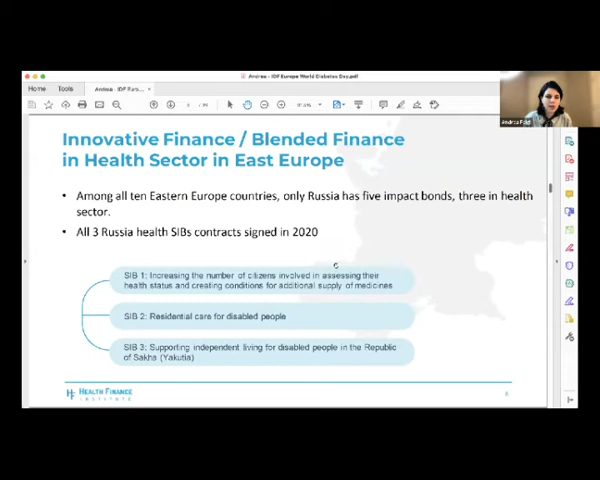 Andrea - IDF Europe World Diabetes Day.pdf
Home
Tools
Andrea - IDF Euro...
Innovative Finance / Blended Finance
in Health Sector in East Europe
• Among all ten Eastern Europe countries, only Russia has five impact bonds, three in health
sector.
• All 3 Russia health SIBs contracts signed in 2020
SIB 1: Increasing the number of citizens involved in assessing their
health status and creating conditions for additional supply of medicines
SIB 2: Residential care for disabled people
SIB 3: Supporting independent living for disabled people in the Republic
of Sakha (Yakutia)
HEALTH FINANCE
INSTITUTE